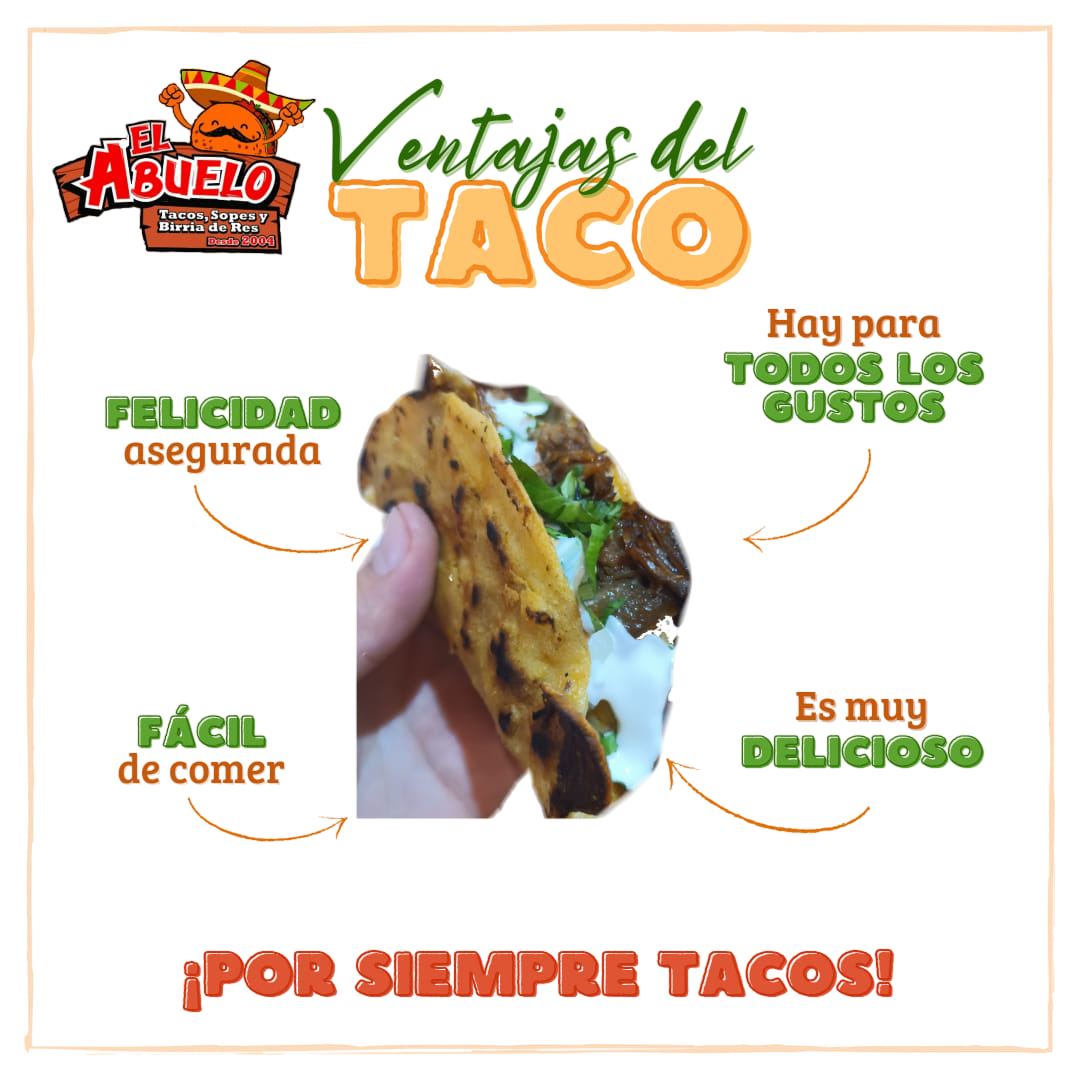 EL
ABUELO
Tacos, Sopes y
Birria de Res
Desde 2004
Ventajas del
TACO
Hay para
TODOS LOS
GUSTOS
FELICIDAD
asegurada
FÁCIL
de comer
Es muy
DELICIOSO
¡POR SIEMPRE TACOS!